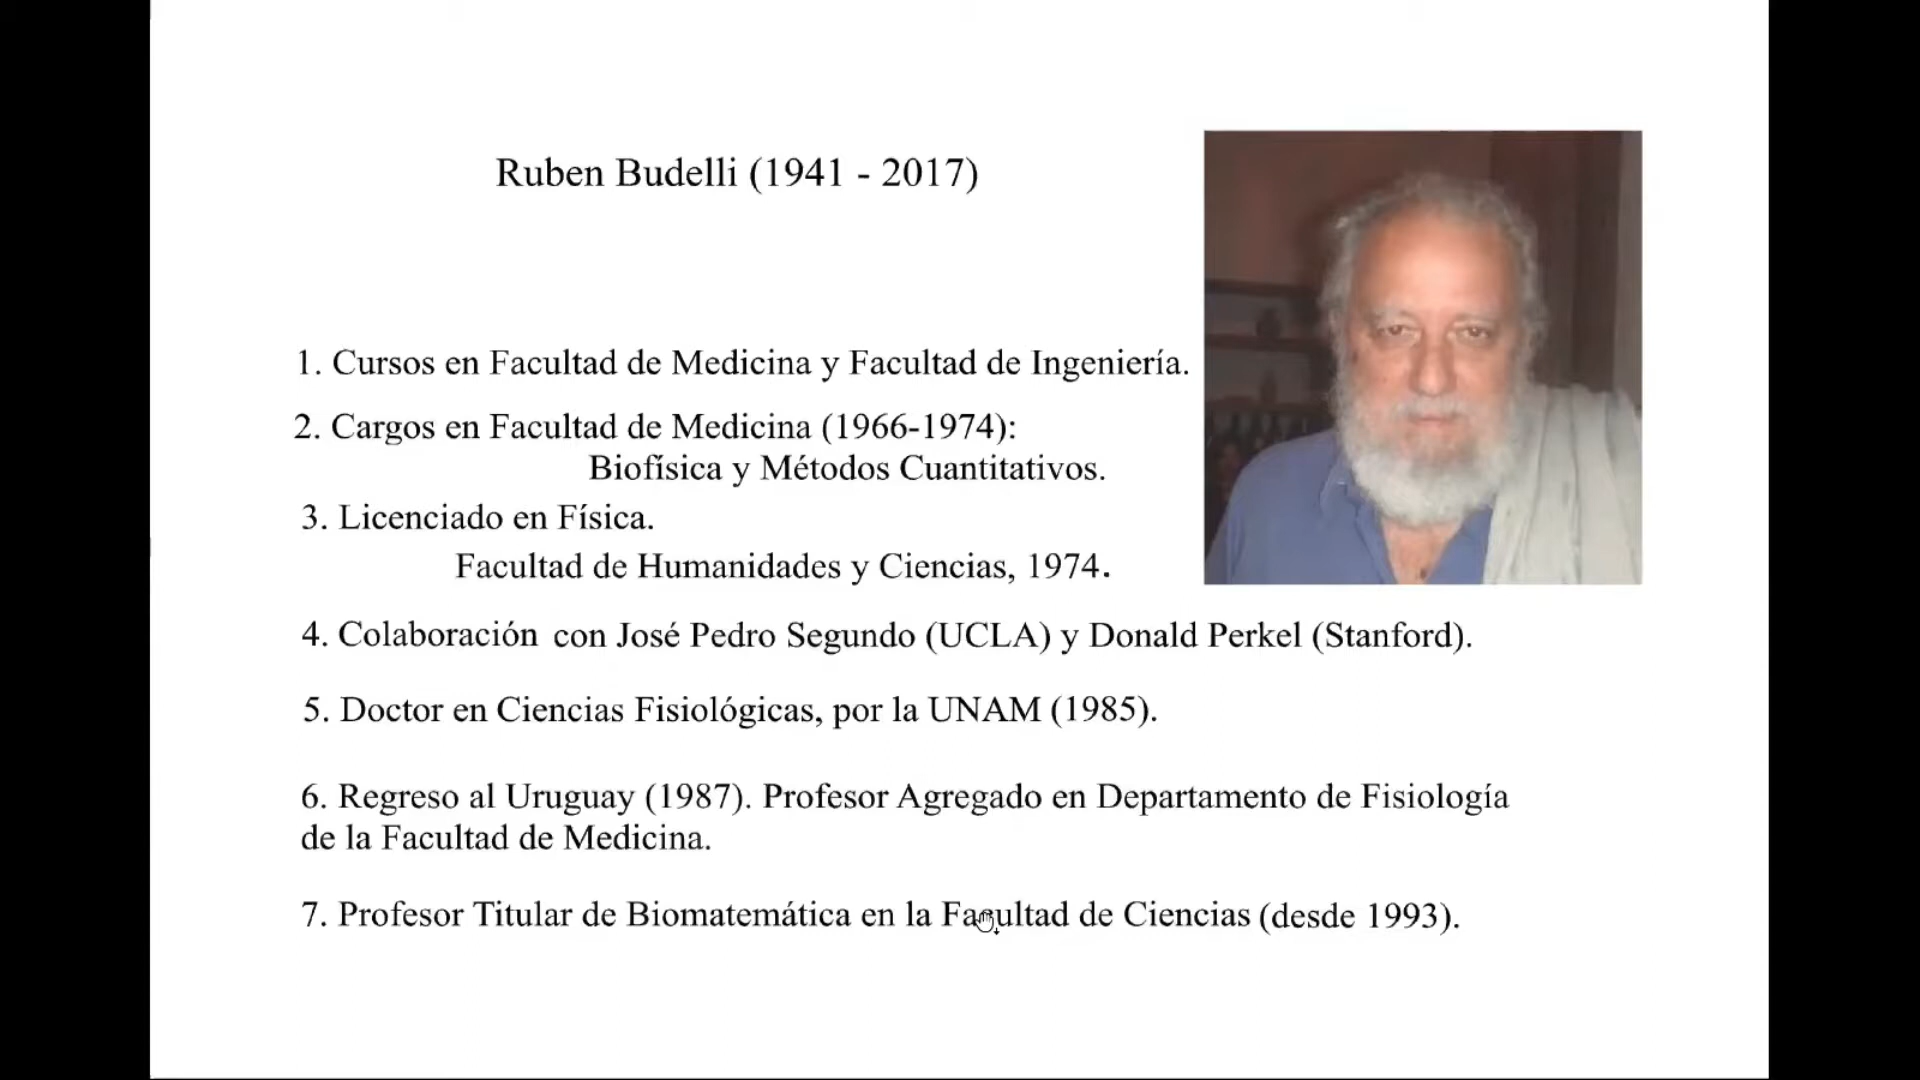 Ruben Budelli (1941 - 2017)
1. Cursos en Facultad de Medicina y Facultad de Ingeniería.
2. Cargos en Facultad de Medicina (1966-1974):
Biofísica y Métodos Cuantitativos.
3. Licenciado en Física.
Facultad de Humanidades y Ciencias, 1974.
4. Colaboración con José Pedro Segundo (UCLA) y Donald Perkel (Stanford).
5. Doctor en Ciencias Fisiológicas, por la UNAM (1985).
6. Regreso al Uruguay (1987). Profesor Agregado en Departamento de Fisiología
de la Facultad de Medicina.
7. Profesor Titular de Biomatemática en la Facultad de Ciencias (desde 1993).